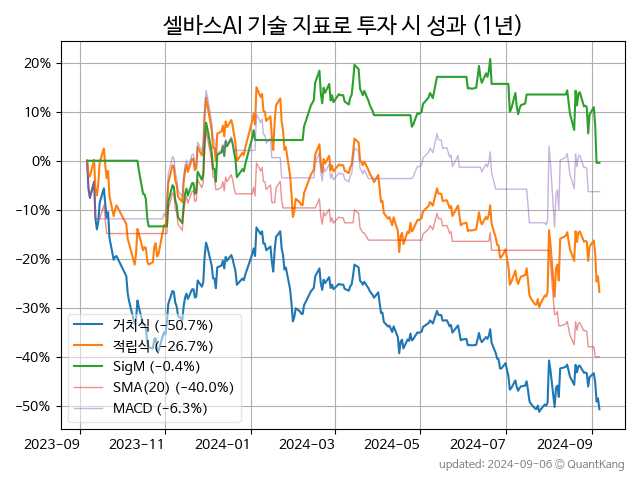 셀바스AI 기술 지표로 투자 시 성과 (1년)
20%
10%
0%
−10%
−20%
−30%
−40%
−50%
거치식 (−50.7%)
적립식 (−26.7%)
SigM (−0.4%)
SMA(20) (−40.0%)
MACD (−6.3%)
2023-09 2023-11 2024-01 2024-03 2024-05 2024-07 2024-09
updated: 2024-09-06 © QuantKang